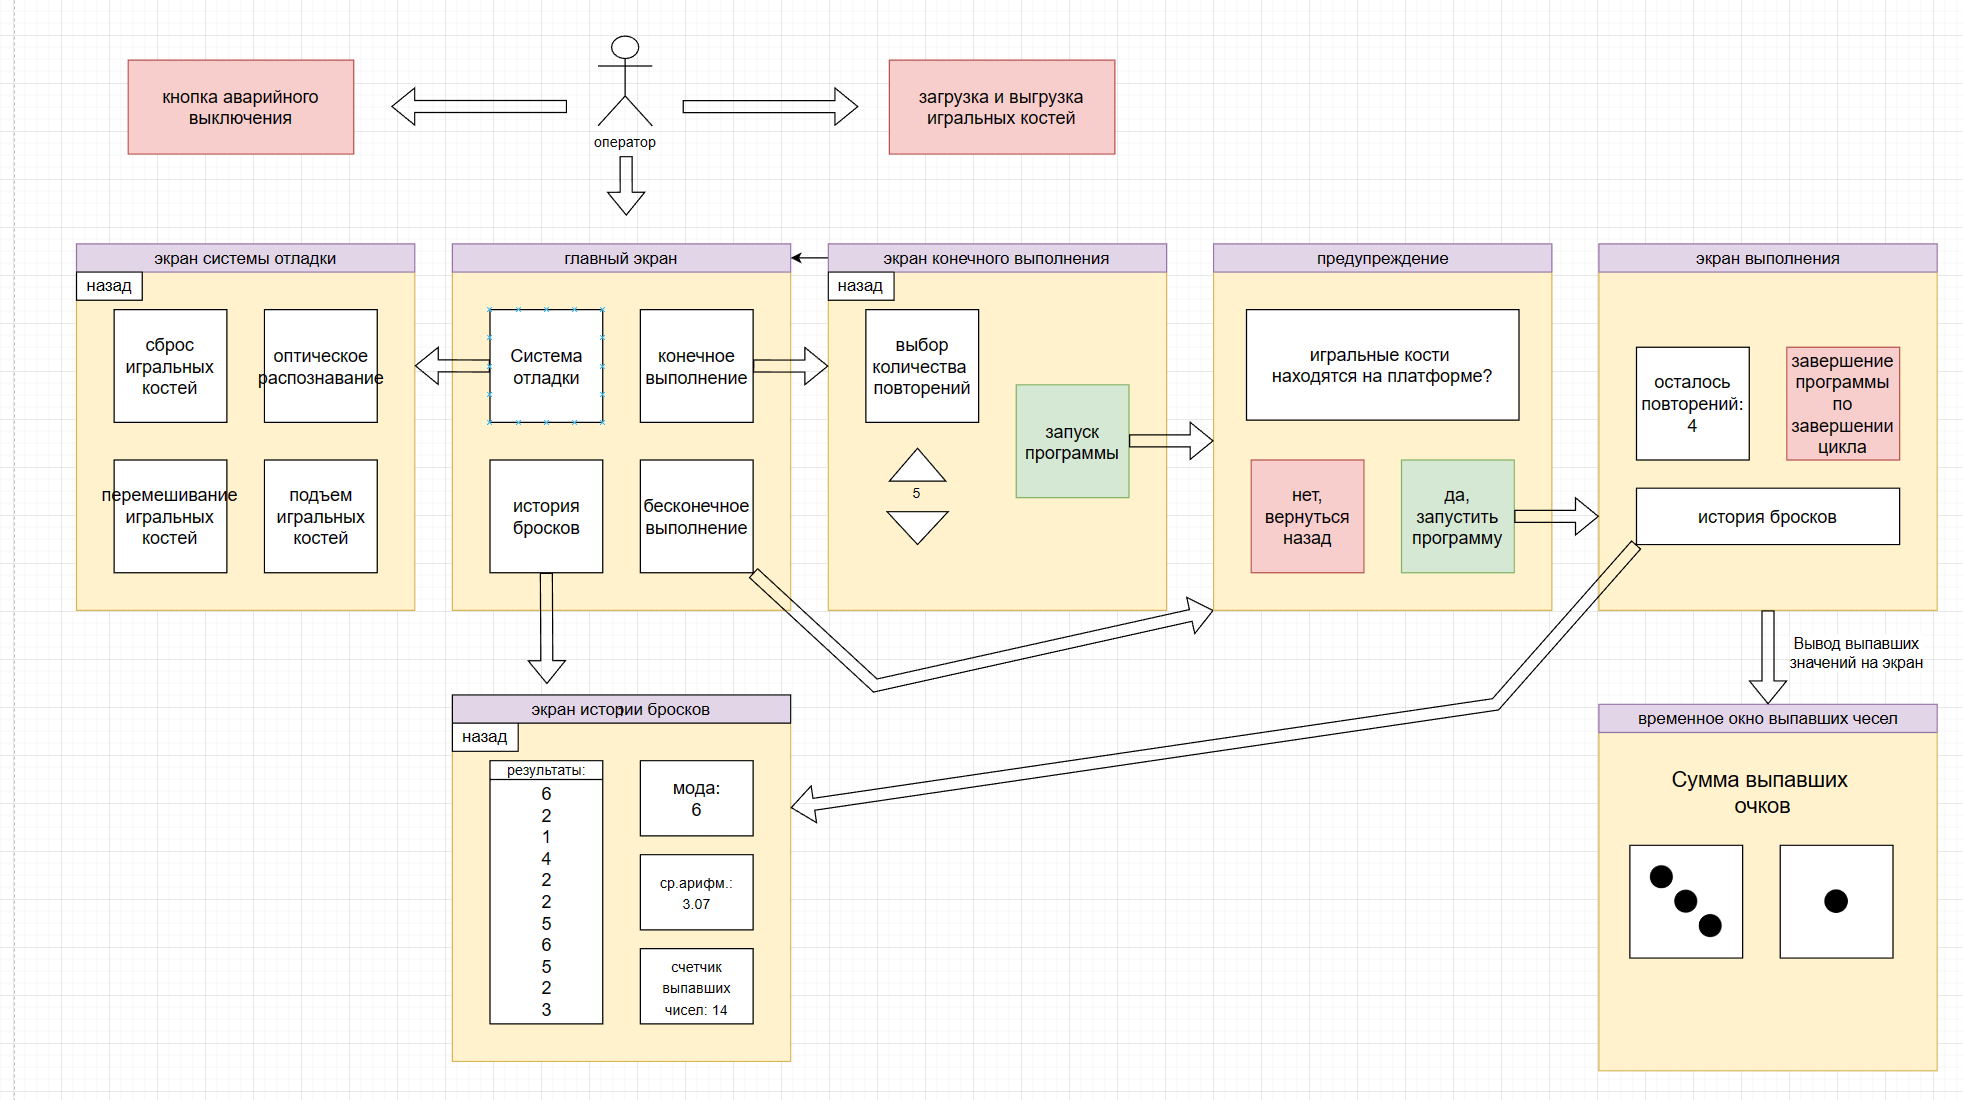 кнопка аварийного
выключения
оператор
загрузка и выгрузка
игральных костей
экран системы отладки
назад
сброс
игральных
костей
оптическое
распознавание
перемешивание
игральных
костей
подъем
игральных
костей
главный экран
Система
отладки
конечное
выполнение
история
бросков
бесконечное
выполнение
экран конечного выполнения
назад
выбор
количества
повторений
5
запуск
программы
предупреждение
игральные кости
находятся на платформе?
нет,
вернуться
назад
да,
запустить
программу
экран выполнения
осталось
повторений:
4
завершение
программы
по
завершении
цикла
история бросков
Вывод выпавших
значений на экран
экран истории бросков
назад
результаты:
6
2
1
4
2
2
5
6
5
2
3
мода:
6
ср.арифм.:
3.07
счетчик
выпавших
чисел: 14
временное окно выпавших чесел
Сумма выпавших
очков